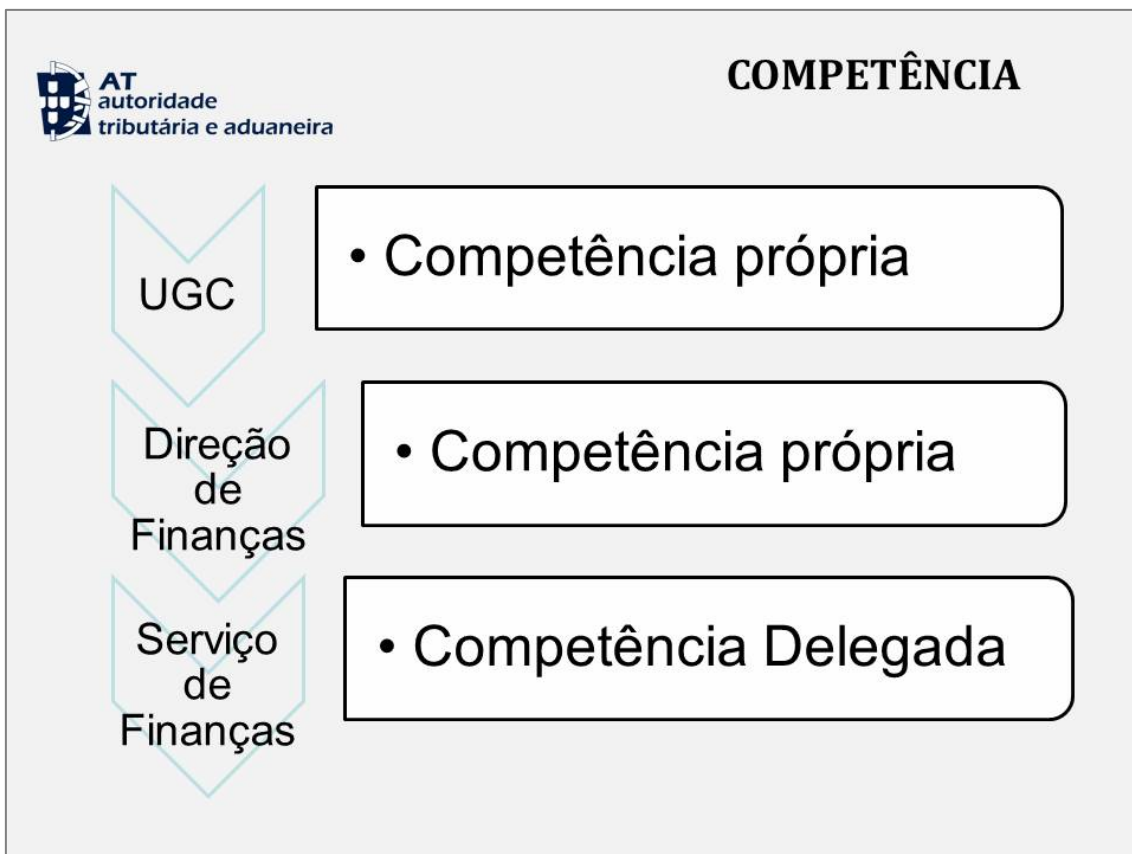 AT
autoridade
tributária e aduaneira
COMPETÊNCIA
UGC
• Competência própria
Direção
de
Finanças
• Competência própria
Serviço
de
Finanças
• Competência Delegada